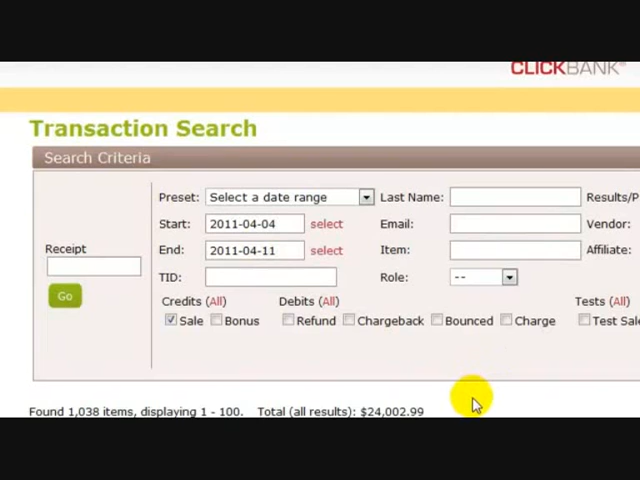 CLICKBANK®
Transaction Search
Search Criteria
Preset: Select a date range Last Name: Results/P
Start: 2011-04-04 select Email: Vendor:
Receipt End: 2011-04-11 select Item: Affiliate:
TID: Role: --
Go
Credits (All) Debits (All) Tests (All)
Sale Bonus Refund Chargeback Bounced Charge Test Sale
Found 1,038 items, displaying 1 - 100. Total (all results): $24,002.99